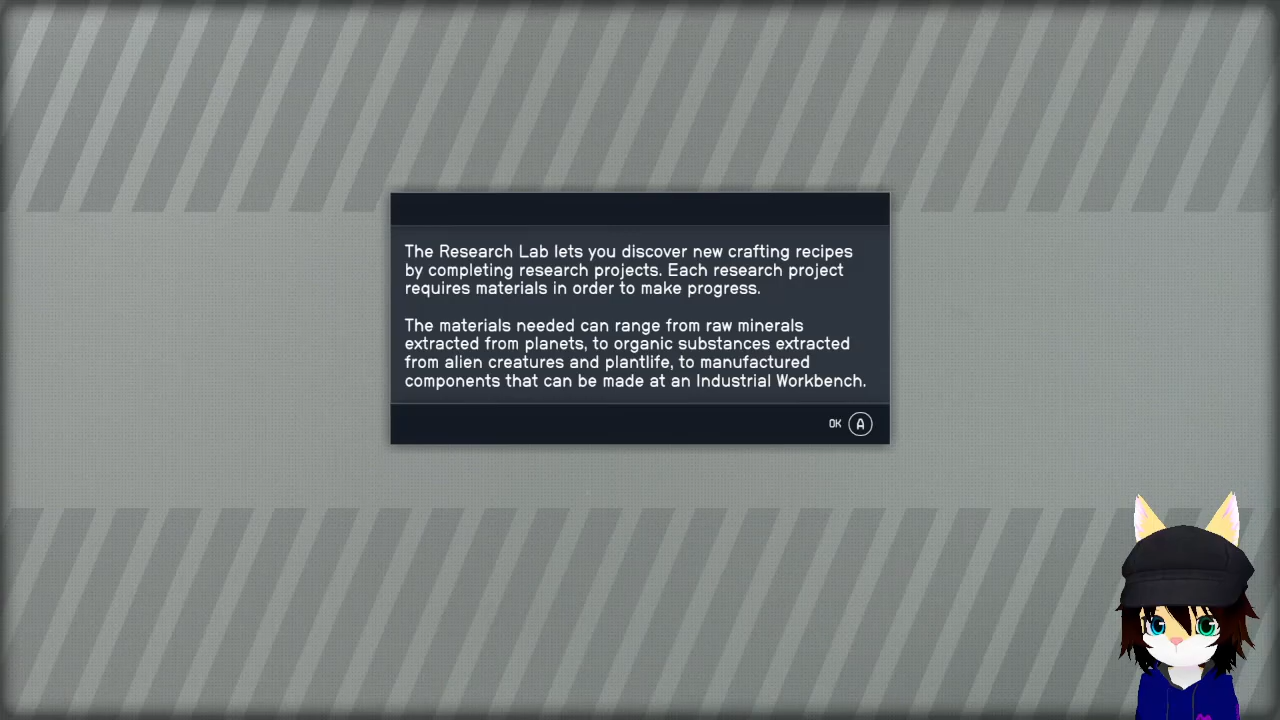 The Research Lab lets you discover new crafting recipes
by completing research projects. Each research project
requires materials in order to make progress.
The materials needed can range from raw minerals
extracted from planets, to organic substances extracted
from alien creatures and plantlife, to manufactured
components that can be made at an Industrial Workbench.
OK A